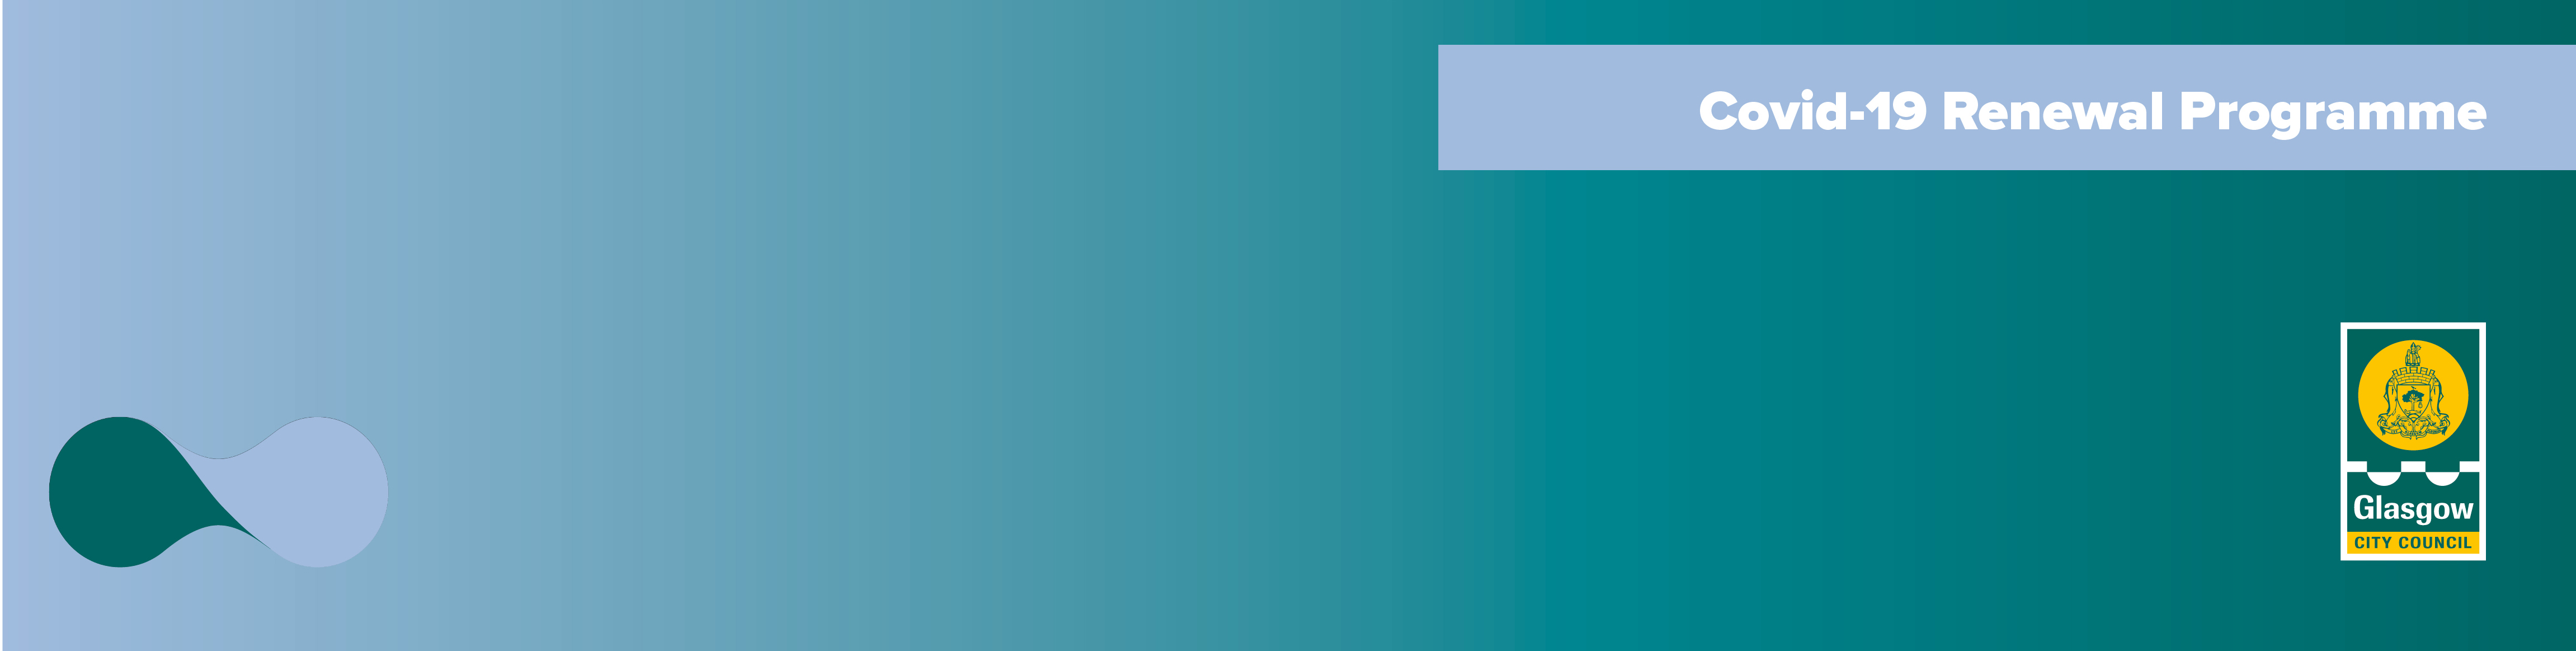 Covid-19 Renewal Programme
Glasgow
CITY COUNCIL